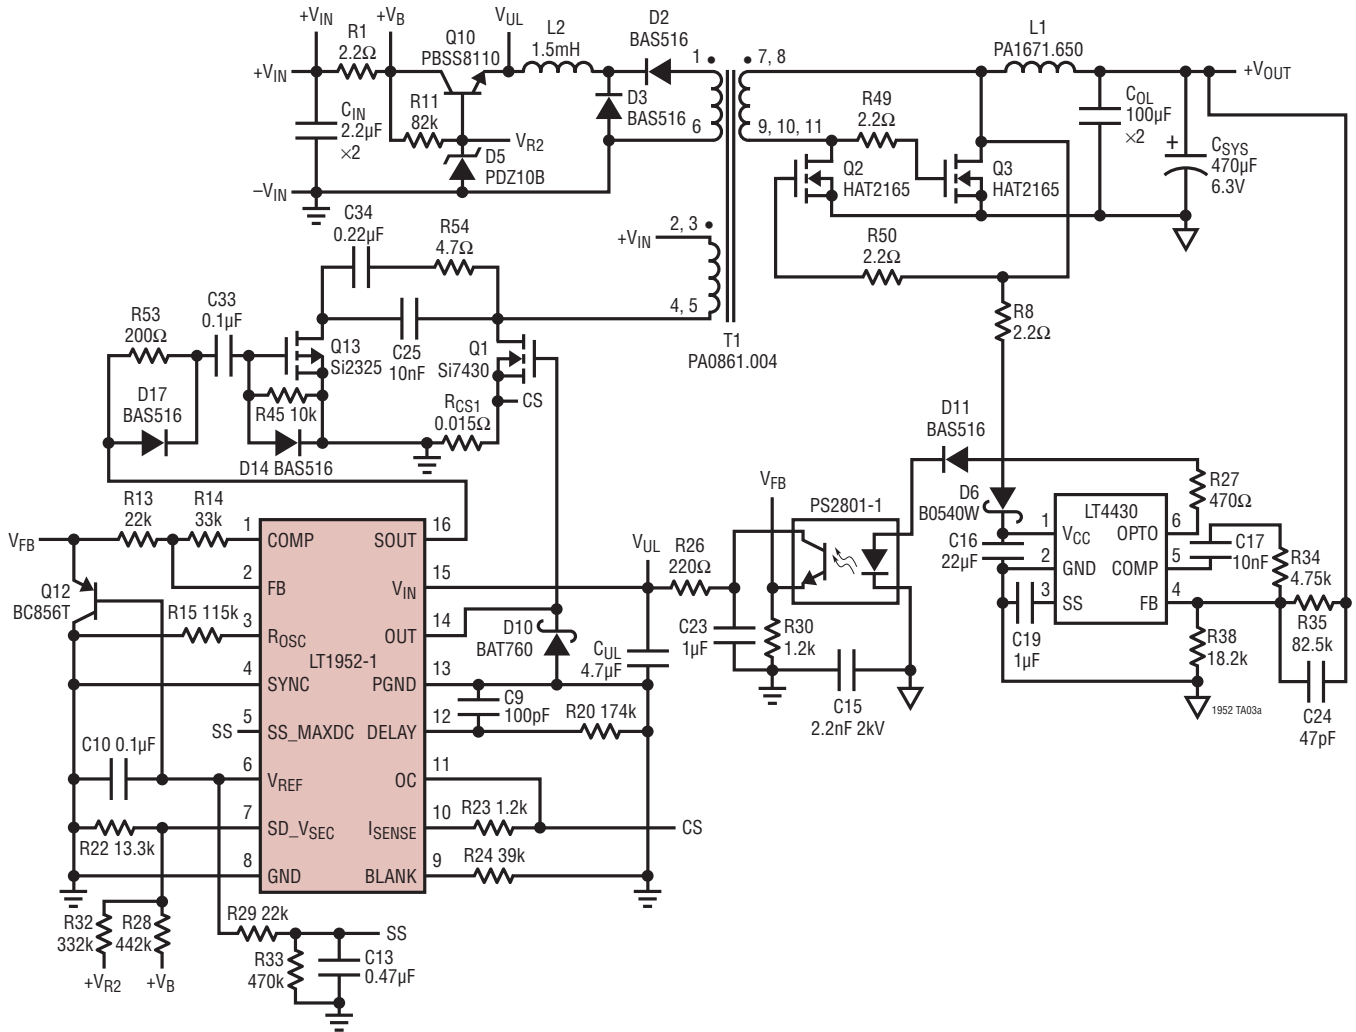 +VIN
+VB
R1
2.2Ω
+VIN
CIN
2.2µF
×2
–VIN
Q10
PBSS8110
VUL
R11
82k
VR2
D5
PDZ10B
L2
1.5mH
D2
BAS516
D3
BAS516
1
6
7, 8
9, 10, 11
2, 3
+VIN
4, 5
T1
PA0861.004
L1
PA1671.650
+VOUT
COL
100µF
×2
+
CSYS
470µF
6.3V
R49
2.2Ω
Q2
HAT2165
Q3
HAT2165
R50
2.2Ω
R8
2.2Ω
C34
0.22µF
R54
4.7Ω
C33
0.1µF
R53
200Ω
D17
BAS516
Q13
Si2325
C25
10nF
Q1
Si7430
R45 10k
D14 BAS516
RCS1
0.015Ω
CS
D11
BAS516
R27
470Ω
D6
B0540W
C16
22µF
C19
1µF
LT4430
1
VCC
2
GND
3
SS
OPTO
6
COMP
5
FB
4
C17
10nF
R34
4.75k
R35
82.5k
R38
18.2k
C24
47pF
1952 TA03a
VFB
PS2801-1
VUL
R26
220Ω
C23
1µF
R30
1.2k
C15
2.2nF 2kV
VFB
R13
22k
R14
33k
Q12
BC856T
R15 115k
LT1952-1
1
COMP
2
FB
3
ROSC
4
SYNC
5
SS
SS_MAXDC
6
VREF
7
SD_VSEC
8
GND
SOUT
16
VIN
15
OUT
14
PGND
13
DELAY
12
OC
11
ISENSE
10
BLANK
9
D10
BAT760
CUL
4.7µF
C9
100pF
R20 174k
R23 1.2k
CS
R24 39k
C10 0.1µF
R22 13.3k
R32
332k
+VR2
R28
442k
+VB
R29 22k
SS
R33
470k
C13
0.47µF